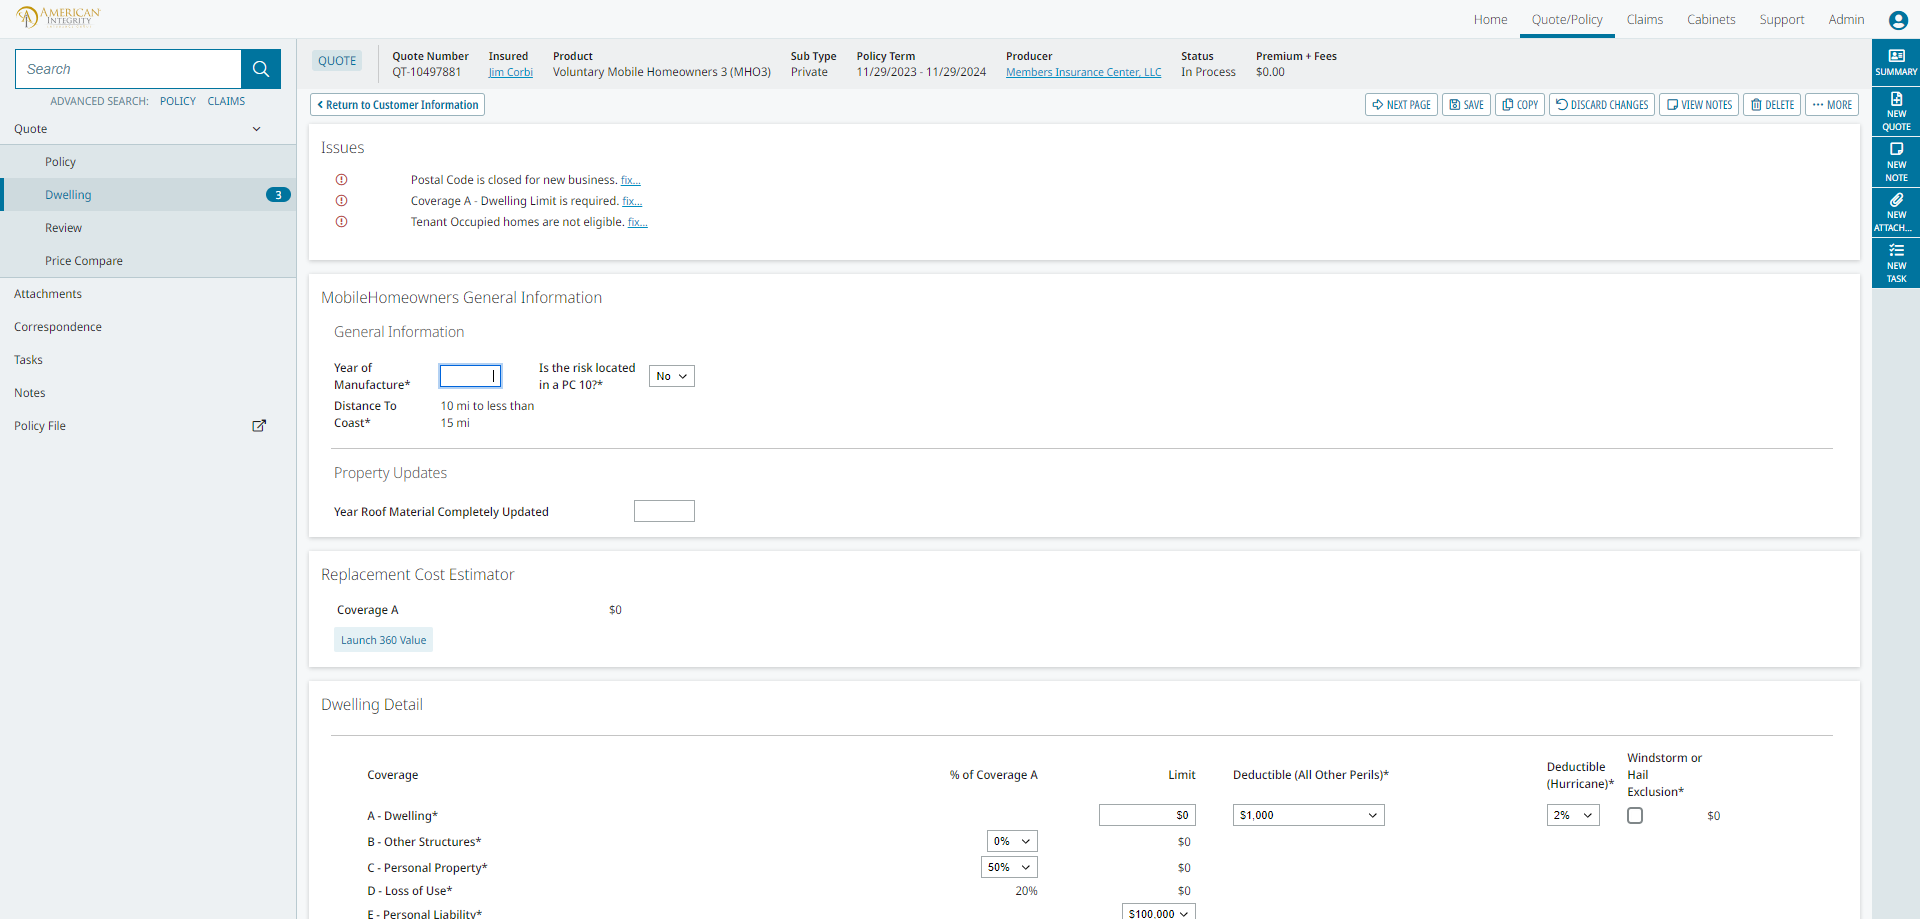 AMERICAN
INTEGRITY
Home
Quote/Policy
Claims
Cabinets
Support
Admin
Search
ADVANCED SEARCH: POLICY CLAIMS
Quote
Policy
Dwelling 3
Review
Price Compare
Attachments
Correspondence
Tasks
Notes
Policy File
QUOTE
Quote Number Insured Product Sub Type Policy Term Producer Status Premium + Fees
QT-10497881 Jim Corbi Voluntary Mobile Homeowners 3 (MHO3) Private 11/29/2023 - 11/29/2024 Members Insurance Center, LLC In Process $0.00
Return to Customer Information
NEXT PAGE SAVE COPY DISCARD CHANGES VIEW NOTES DELETE MORE
SUMMARY
NEW
QUOTE
NEW
NOTE
NEW
ATTACH...
NEW
TASK
Issues
Postal Code is closed for new business. fix...
Coverage A - Dwelling Limit is required. fix...
Tenant Occupied homes are not eligible. fix...
MobileHomeowners General Information
General Information
Year of
Manufacture*
Is the risk located
in a PC 10?*
No
Distance To
Coast*
10 mi to less than
15 mi
Property Updates
Year Roof Material Completely Updated
Replacement Cost Estimator
Coverage A $0
Launch 360 Value
Dwelling Detail
Coverage % of Coverage A Limit Deductible (All Other Perils)*
Deductible
(Hurricane)*
Windstorm or
Hail
Exclusion*
A - Dwelling* $0 $1,000 2% $0
B - Other Structures* 0% $0
C - Personal Property* 50% $0
D - Loss of Use* 20% $0
E - Personal Liability* $100,000